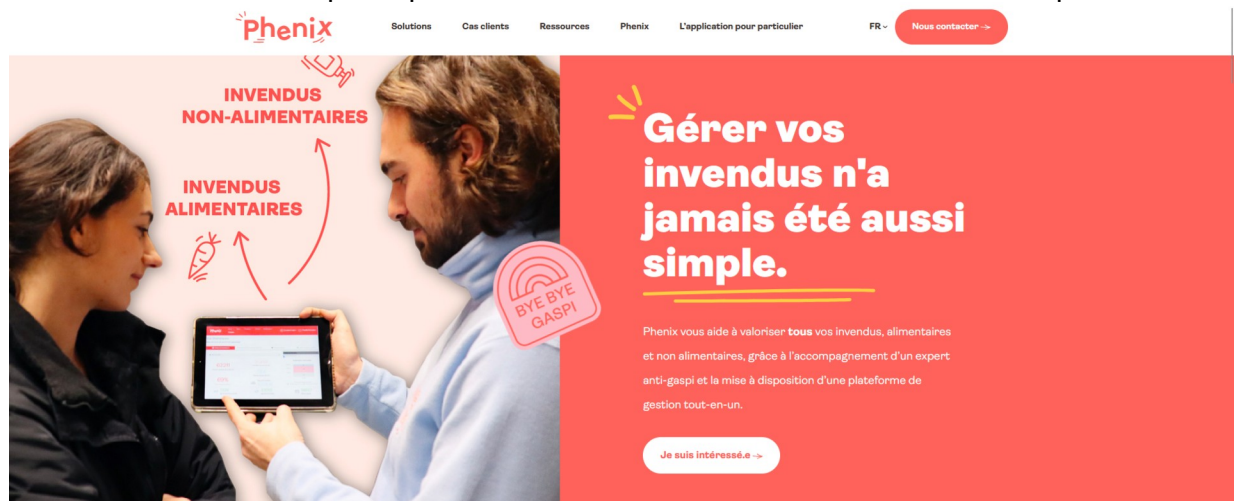 Phenix
Solutions
Cas clients
Ressources
Phenix
L'application pour particulier
FR
Nous contacter →
INVENDUS
NON-ALIMENTAIRES
INVENDUS
ALIMENTAIRES
BYE BYE
GASPI
Gérer vos
invendus n'a
jamais été aussi
simple.
Phenix vous aide à valoriser tous vos invendus, alimentaires
et non alimentaires, grâce à l'accompagnement d'un expert
anti-gaspi et la mise à disposition d'une plateforme de
gestion tout-en-un.
Je suis intéressé.e →